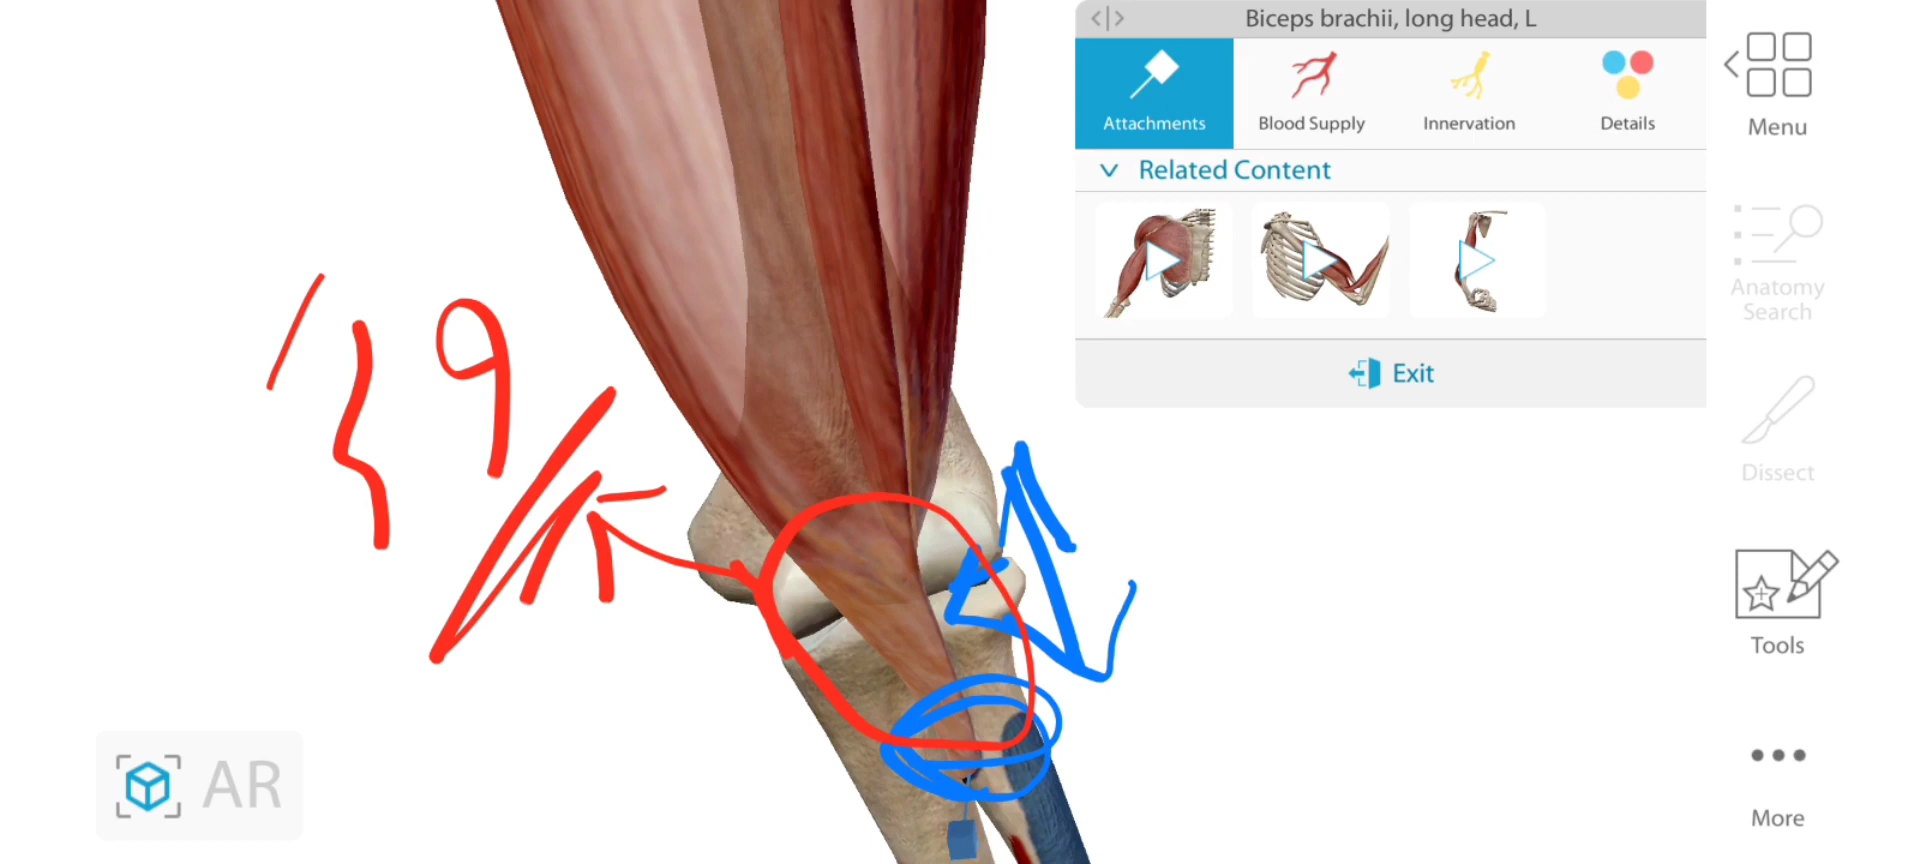 Biceps brachii, long head, L
Attachments
Blood Supply
Innervation
Details
Related Content
Exit
Menu
Anatomy
Search
Dissect
Tools
More
AR